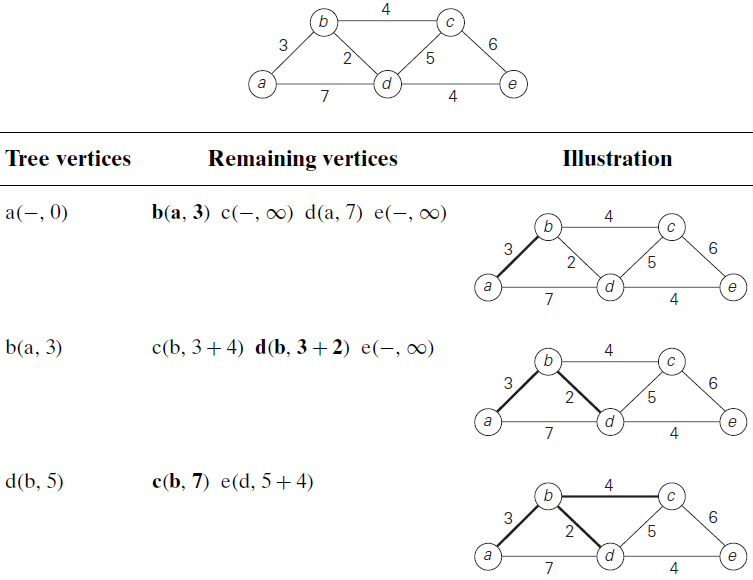 4
b c
3 2 5 6
a d e
7 4
Tree vertices Remaining vertices Illustration
a(−, 0) b(a, 3) c(−, ∞) d(a, 7) e(−, ∞)
4
b c
3 2 5 6
a d e
7 4
b(a, 3) c(b, 3 + 4) d(b, 3 + 2) e(−, ∞)
4
b c
3 2 5 6
a d e
7 4
d(b, 5) c(b, 7) e(d, 5 + 4)
4
b c
3 2 5 6
a d e
7 4